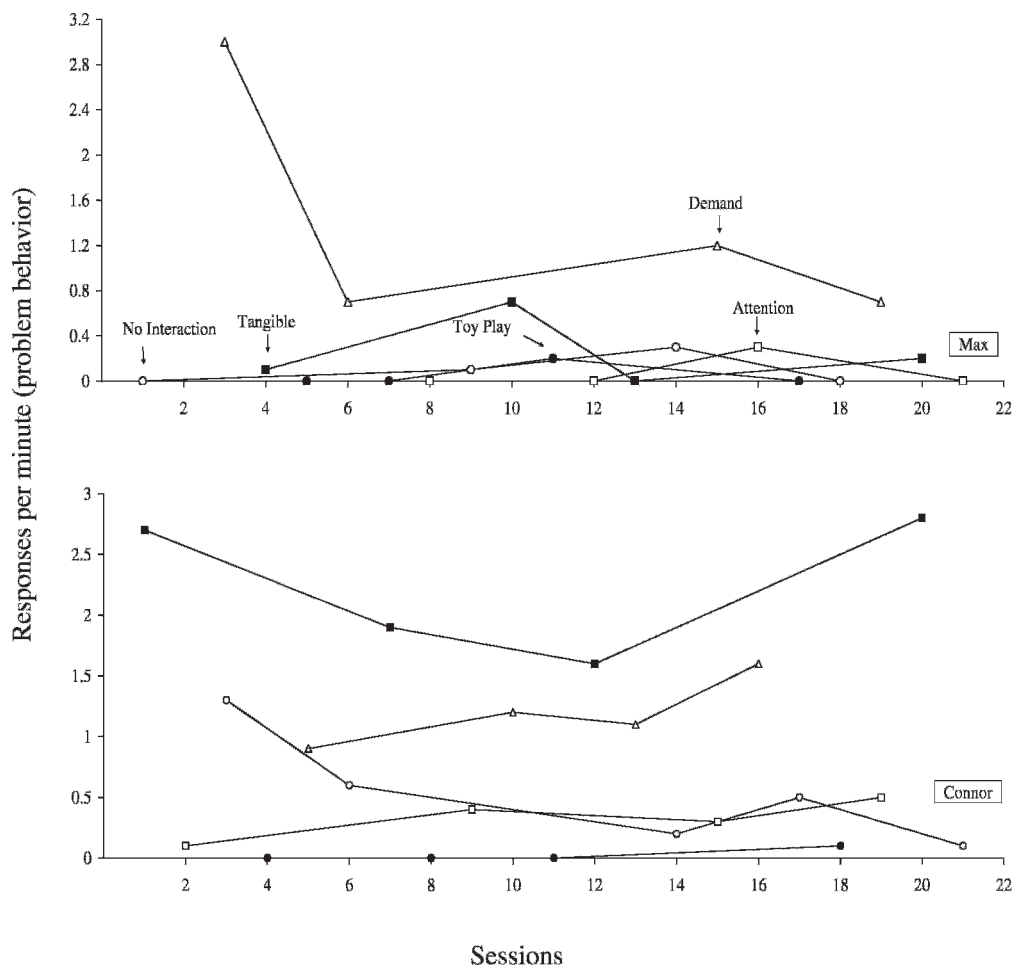 Responses per minute (problem behavior)
3.2
2.8
2.4
2
1.6
1.2
0.8
0.4
0
Demand
No Interaction
Tangible
Toy Play
Attention
Max
2 4 6 8 10 12 14 16 18 20 22
3
2.5
2
1.5
1
0.5
0
Connor
2 4 6 8 10 12 14 16 18 20 22
Sessions